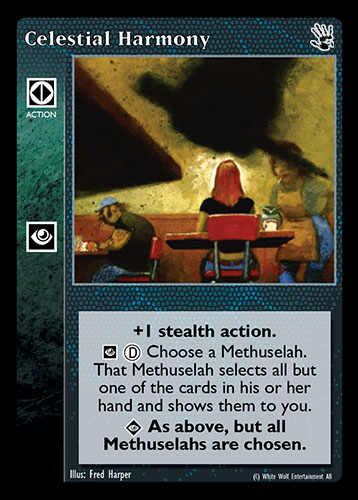 Celestial Harmony
ACTION
+1 stealth action.
D Choose a Methuselah.
That Methuselah selects all but
one of the cards in his or her
hand and shows them to you.
As above, but all
Methuselahs are chosen.
Illus: Fred Harper
(C) White Wolf Entertainment AB